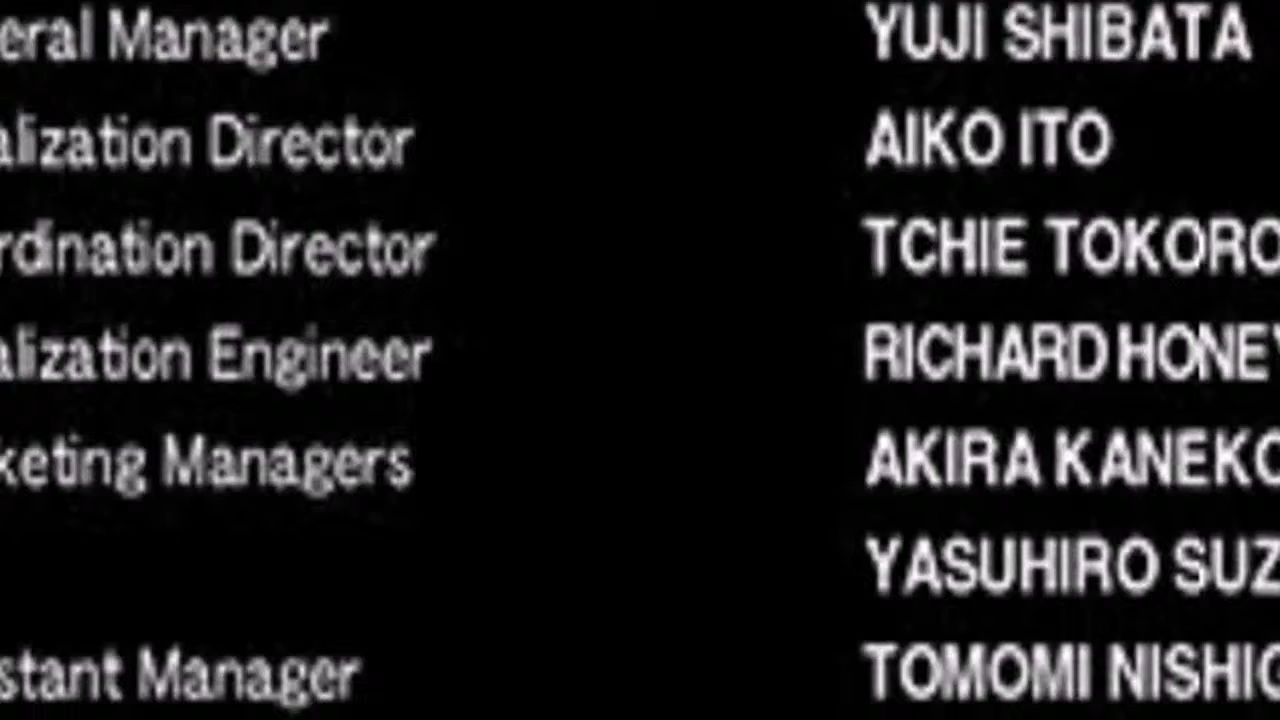 eral Manager YUJI SHIBATA
alization Director AIKO ITO
rdination Director TCHIE TOKORO
alization Engineer RICHARD HONEY
keting Managers AKIRA KANEKO
YASUHIRO SUZ
stant Manager TOMOMI NISHIG